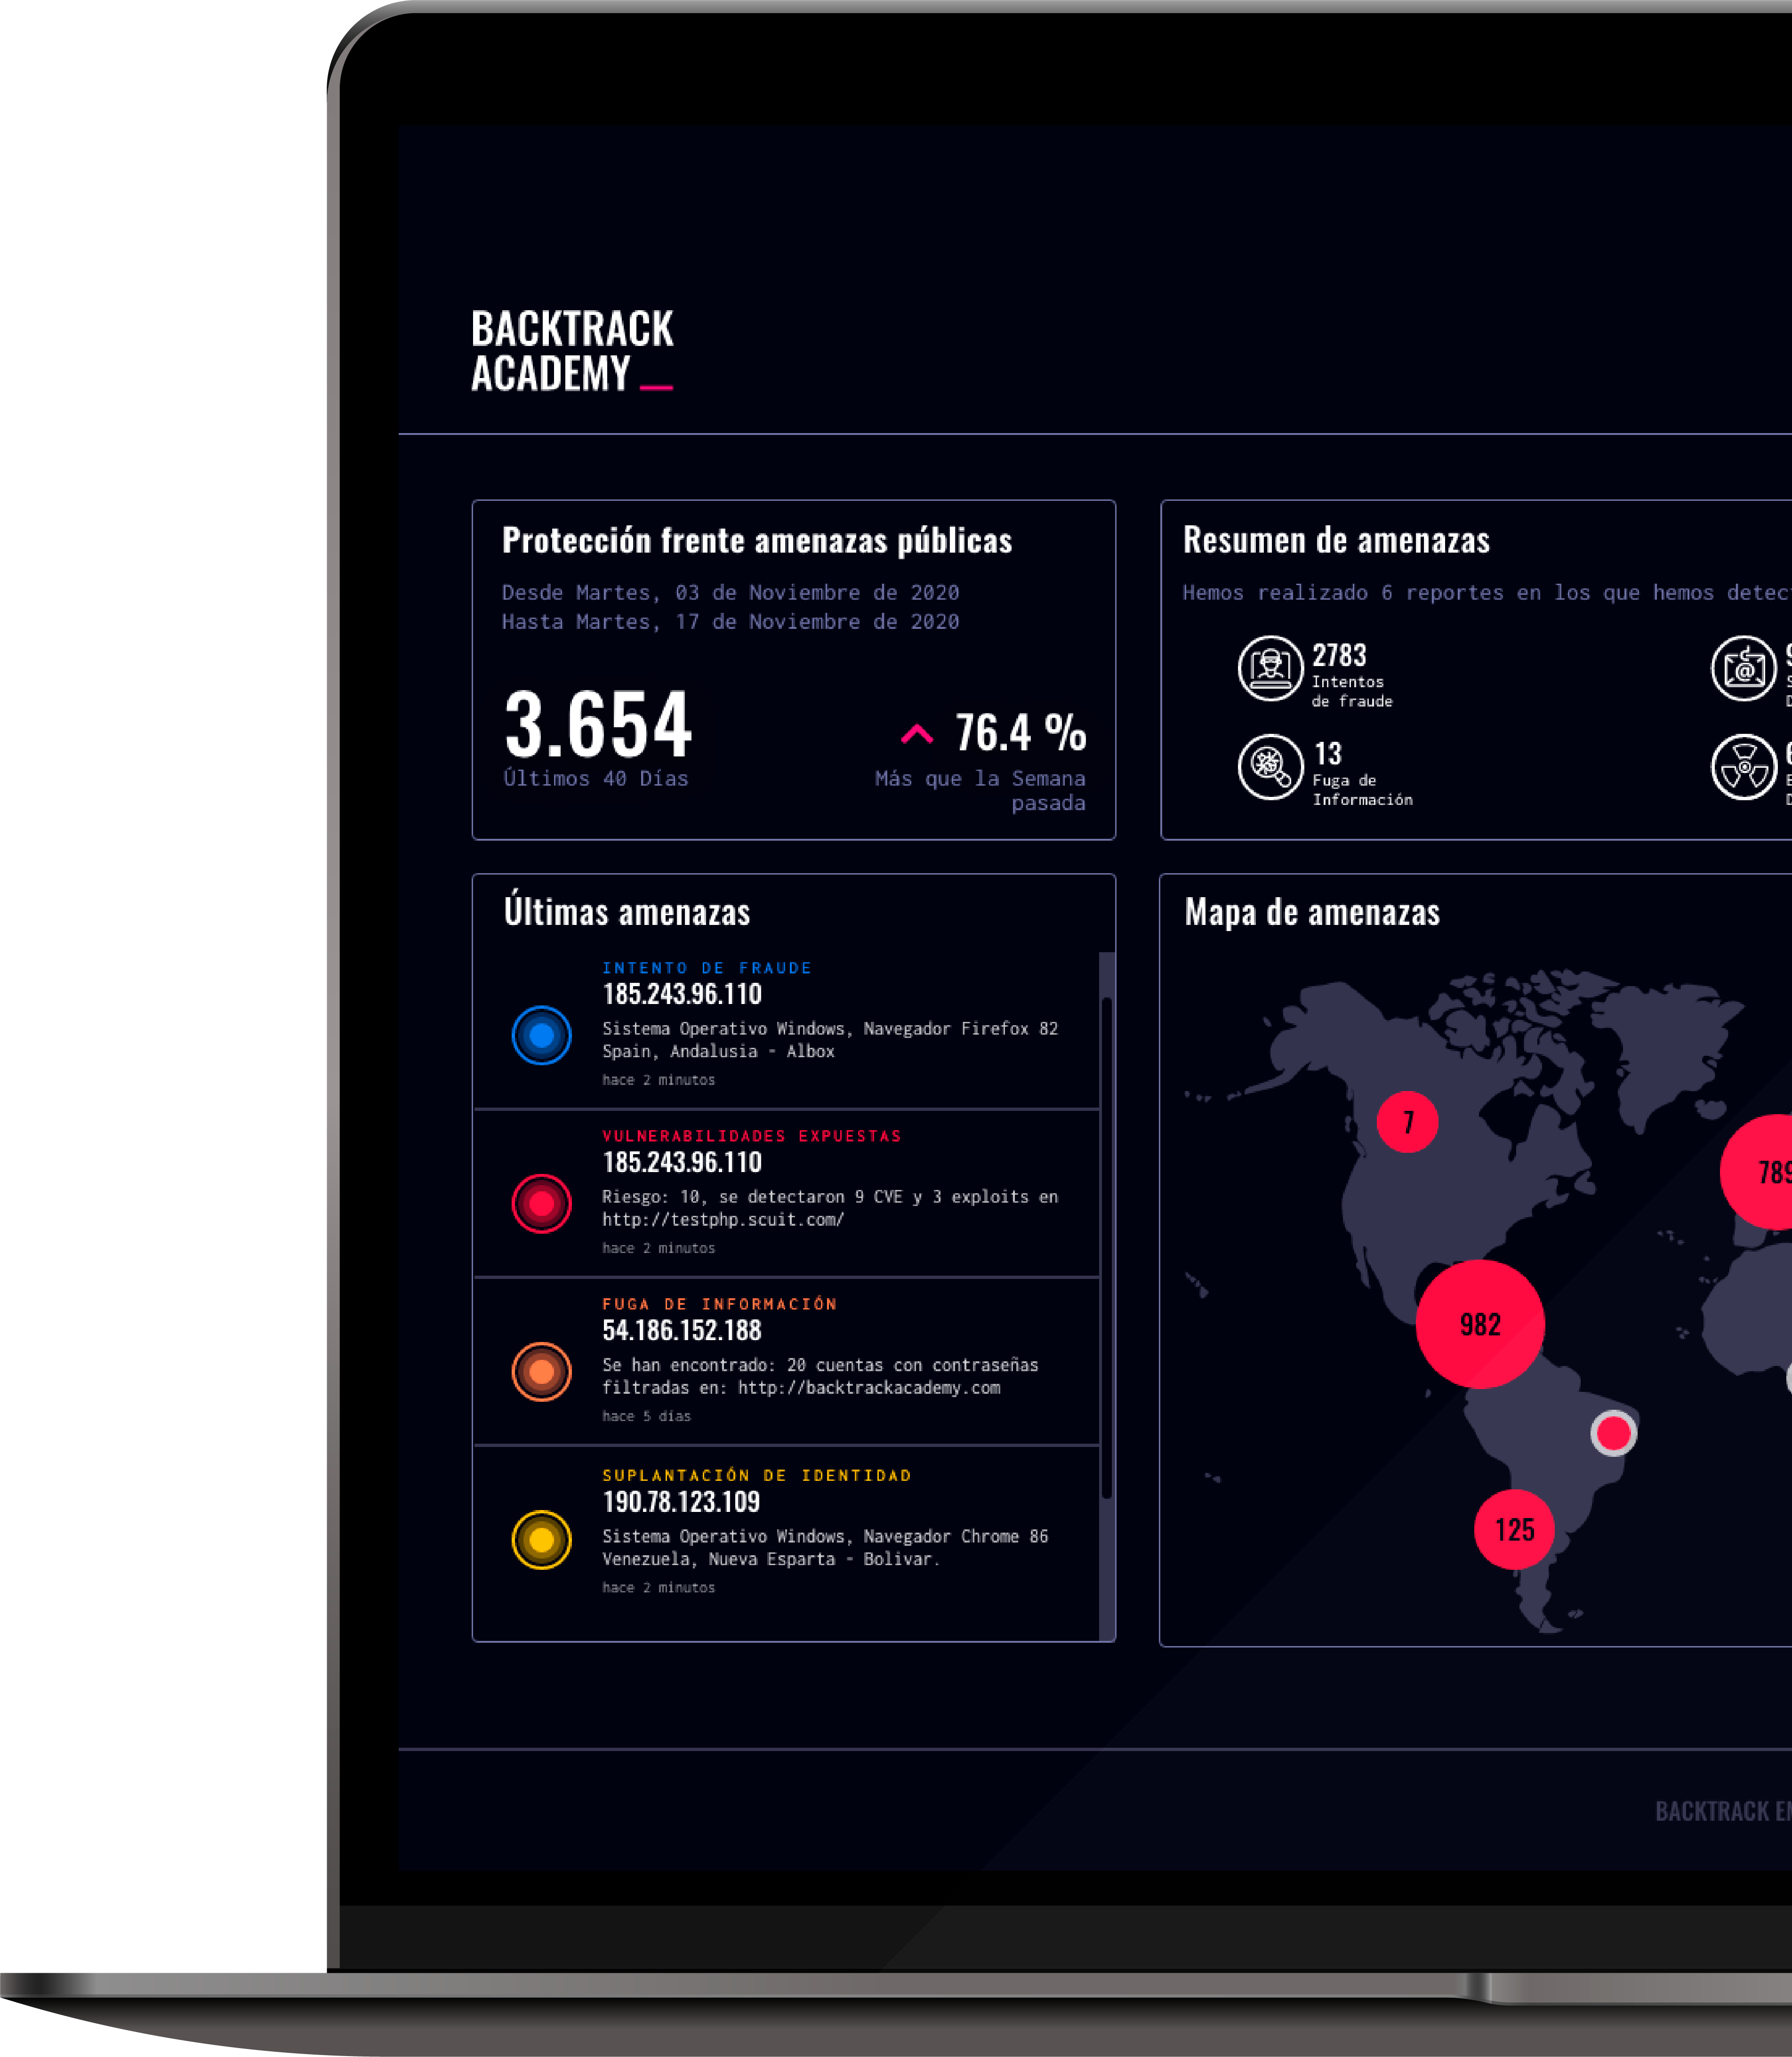 BACKTRACK
ACADEMY
Protección frente amenazas públicas
Desde Martes, 03 de Noviembre de 2020
Hasta Martes, 17 de Noviembre de 2020
3.654
Últimos 40 Días
76.4 %
Más que la Semana
pasada
Resumen de amenazas
Hemos realizado 6 reportes en los que hemos
2783
Intentos
de fraude
13
Fuga de
Información
Últimas amenazas
INTENTO DE FRAUDE
185.243.96.110
Sistema Operativo Windows, Navegador Firefox 82
Spain, Andalusia - Albox
hace 2 minutos
VULNERABILIDADES EXPUESTAS
185.243.96.110
Riesgo: 10, se detectaron 9 CVE y 3 exploits en
http://testphp.scuit.com/
hace 2 minutos
FUGA DE INFORMACIÓN
54.186.152.188
Se han encontrado: 20 cuentas con contraseñas
filtradas en: http://backtrackacademy.com
hace 5 días
SUPLANTACIÓN DE IDENTIDAD
190.78.123.109
Sistema Operativo Windows, Navegador Chrome 86
Venezuela, Nueva Esparta - Bolivar.
hace 2 minutos
Mapa de amenazas
7
789
982
125
BACKTRACK